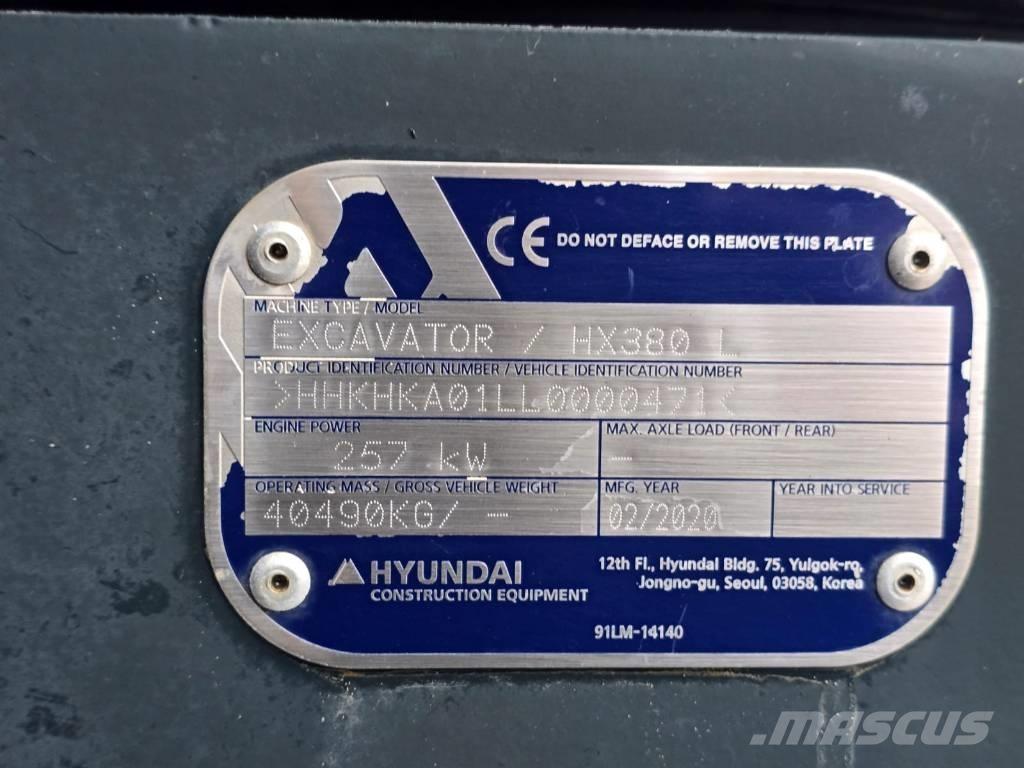 CE DO NOT DEFACE OR REMOVE THIS PLATE
MACHINE TYPE / MODEL
EXCAVATOR / HX380 L
PRODUCT IDENTIFICATION NUMBER / VEHICLE IDENTIFICATION NUMBER
>HHKHKA01LL0000471<
ENGINE POWER
257 kW
MAX. AXLE LOAD (FRONT / REAR)
-
OPERATING MASS / GROSS VEHICLE WEIGHT
40490KG/ -
MFG. YEAR
02/2020
YEAR INTO SERVICE
HYUNDAI
CONSTRUCTION EQUIPMENT
12th Fl., Hyundai Bldg. 75, Yulgok-ro,
Jongno-gu, Seoul, 03058, Korea
91LM-14140
MASCUS